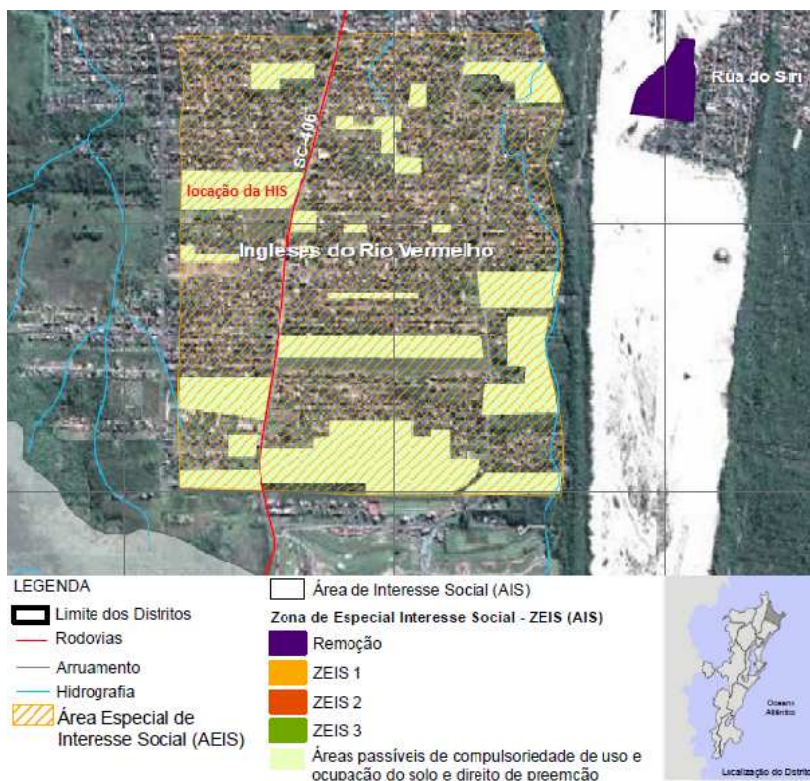 Rua do Siri
SC-406
locação da HIS
Ingleses do Rio Vermelho
LEGENDA
Limite dos Distritos
Rodovias
Arruamento
Hidrografia
Área Especial de
Interesse Social (AEIS)
Área de Interesse Social (AIS)
Zona de Especial Interesse Social - ZEIS (AIS)
Remoção
ZEIS 1
ZEIS 2
ZEIS 3
Áreas passíveis de compulsoriedade de uso e
ocupação do solo e direito de preempção
Oceano
Atlântico
Localização do Distrito